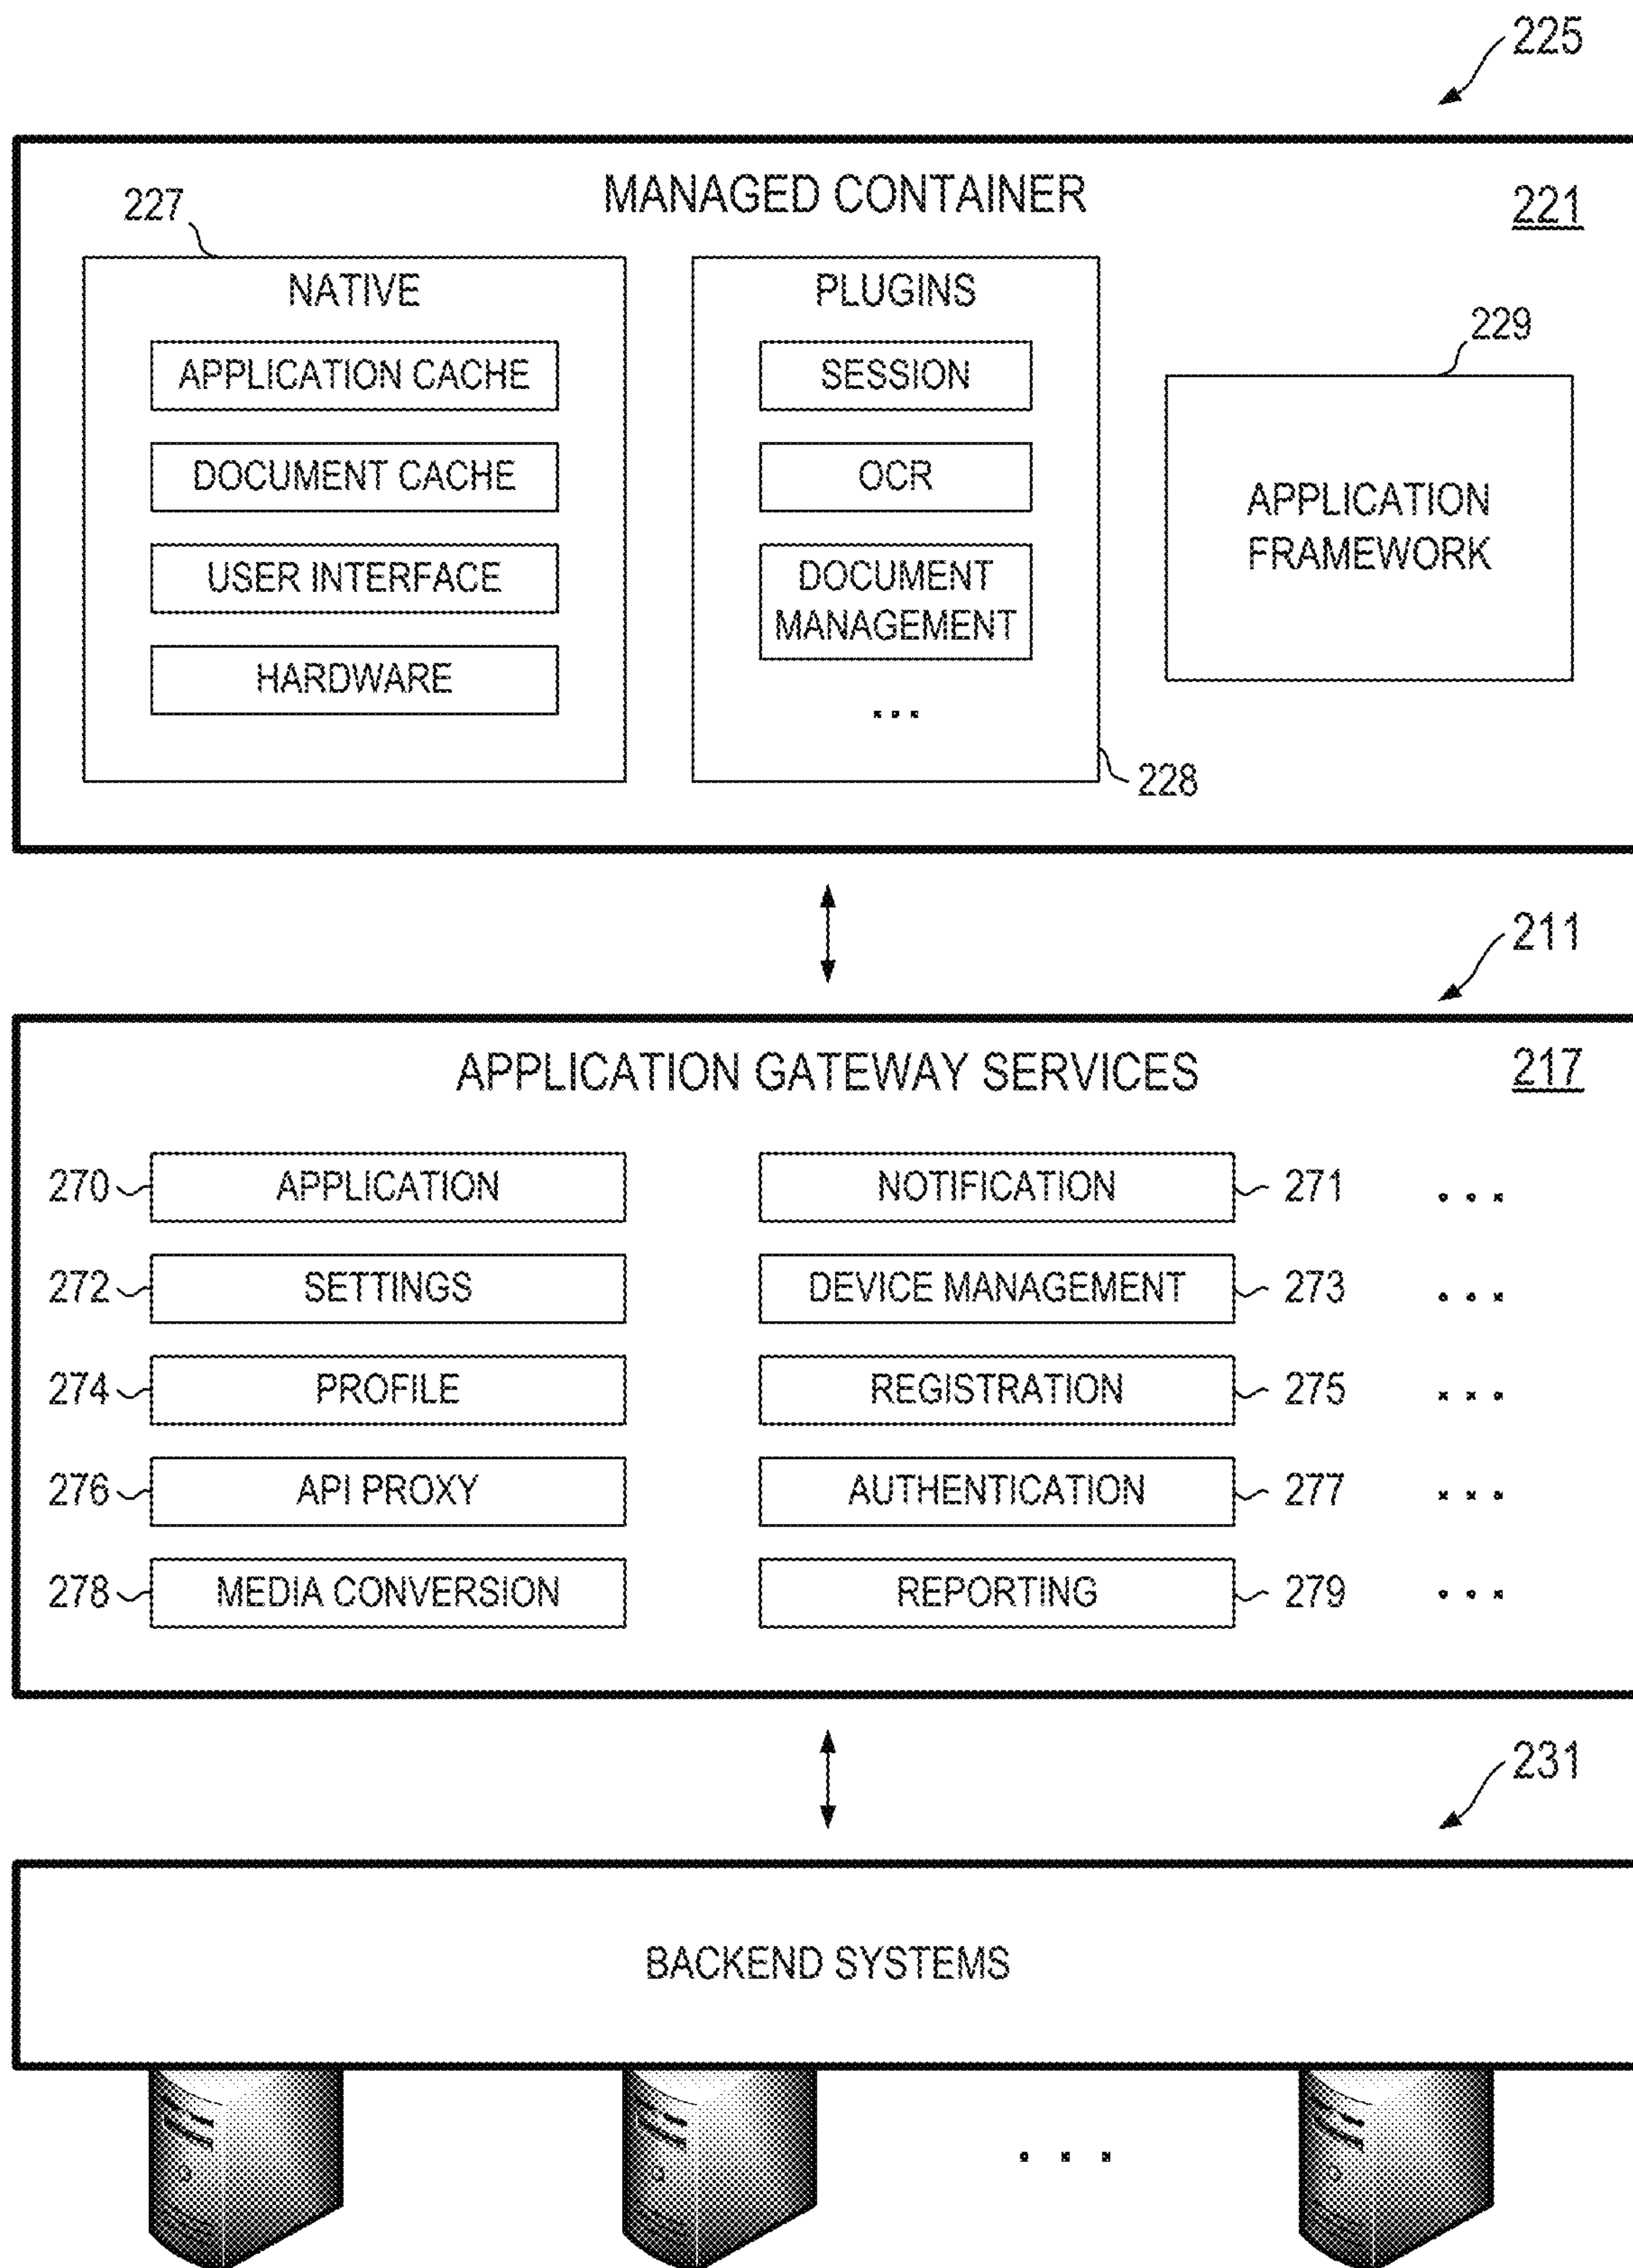 225
MANAGED CONTAINER
221
227
NATIVE
APPLICATION CACHE
DOCUMENT CACHE
USER INTERFACE
HARDWARE
PLUGINS
SESSION
OCR
DOCUMENT
MANAGEMENT
...
228
229
APPLICATION
FRAMEWORK
211
APPLICATION GATEWAY SERVICES
217
270 APPLICATION NOTIFICATION 271 ...
272 SETTINGS DEVICE MANAGEMENT 273 ...
274 PROFILE REGISTRATION 275 ...
276 API PROXY AUTHENTICATION 277 ...
278 MEDIA CONVERSION REPORTING 279 ...
231
BACKEND SYSTEMS
...